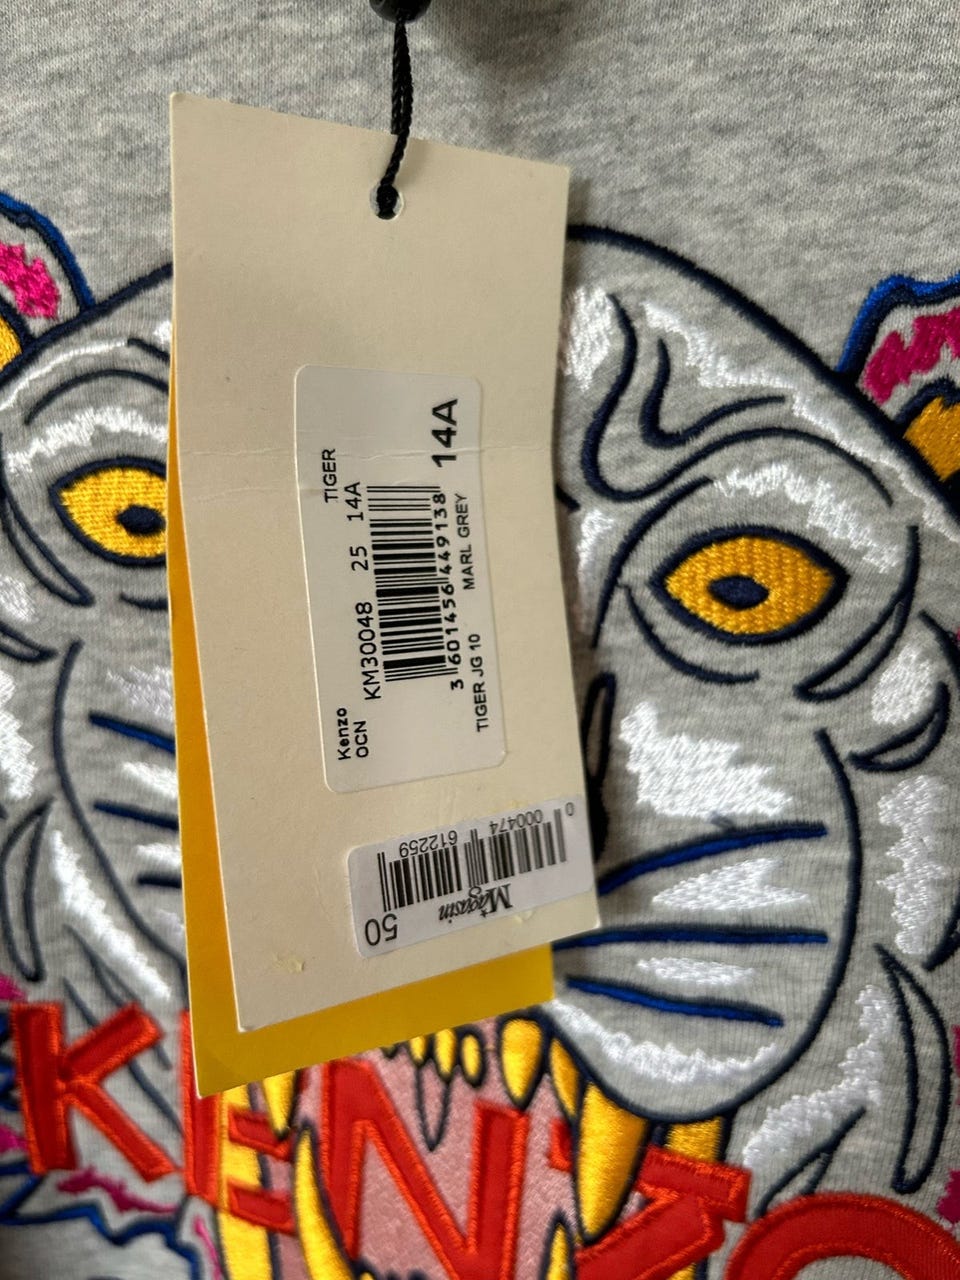 Kenzo TIGER
OCN
KM30048 25 14A
14A
3 601456 449138
MARL GREY
TIGER JG 10
0 000474 612259
Magasin
50
KENZO